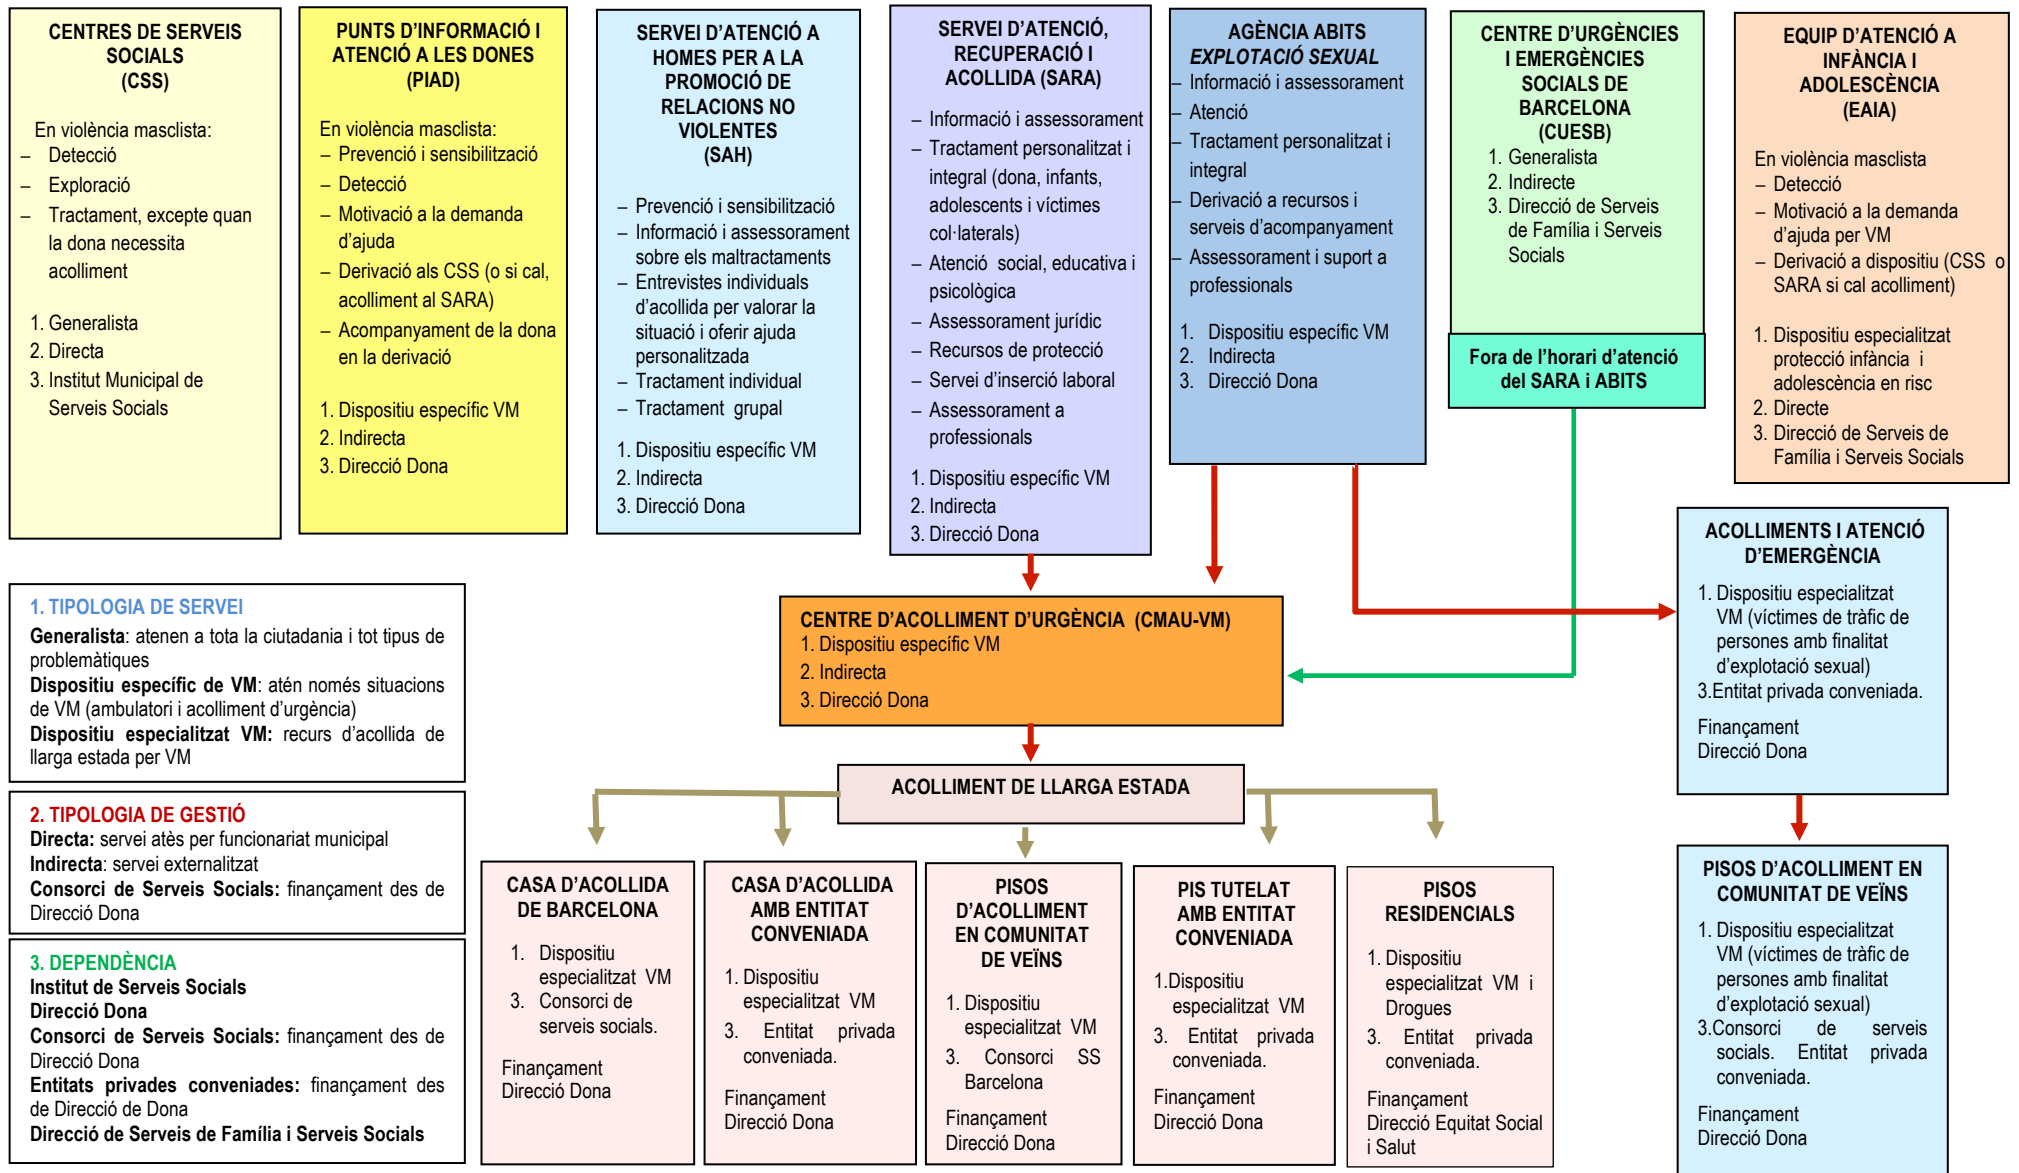 CENTRES DE SERVEIS
SOCIALS
(CSS)
En violència masclista:
– Detecció
– Exploració
– Tractament, excepte quan
la dona necessita
acolliment
1. Generalista
2. Directa
3. Institut Municipal de
Serveis Socials
PUNTS D'INFORMACIÓ I
ATENCIÓ A LES DONES
(PIAD)
En violència masclista:
– Prevenció i sensibilització
– Detecció
– Motivació a la demanda
d'ajuda
– Derivació als CSS (o si cal,
acolliment al SARA)
– Acompanyament de la dona
en la derivació
1. Dispositiu específic VM
2. Indirecta
3. Direcció Dona
SERVEI D'ATENCIÓ A
HOMES PER A LA
PROMOCIÓ DE
RELACIONS NO
VIOLENTES
(SAH)
– Prevenció i sensibilització
– Informació i assessorament
sobre els maltractaments
– Entrevistes individuals
d'acollida per valorar la
situació i oferir ajuda
personalitzada
– Tractament individual
– Tractament grupal
1. Dispositiu específic VM
2. Indirecta
3. Direcció Dona
SERVEI D'ATENCIÓ,
RECUPERACIÓ I
ACOLLIDA (SARA)
– Informació i assessorament
– Tractament personalitzat i
integral (dona, infants,
adolescents i víctimes
col·laterals)
– Atenció social, educativa i
psicològica
– Assessorament jurídic
– Recursos de protecció
– Servei d'inserció laboral
– Assessorament a
professionals
1. Dispositiu específic VM
2. Indirecta
3. Direcció Dona
AGÈNCIA ABITS
EXPLOTACIÓ SEXUAL
– Informació i assessorament
– Atenció
– Tractament personalitzat i
integral
– Derivació a recursos i
serveis d'acompanyament
– Assessorament i suport a
professionals
1. Dispositiu específic VM
2. Indirecta
3. Direcció Dona
CENTRE D'URGÈNCIES
I EMERGÈNCIES
SOCIALS DE
BARCELONA
(CUESB)
1. Generalista
2. Indirecte
3. Direcció de Serveis
de Família i Serveis
Socials
Fora de l'horari d'atenció
del SARA i ABITS
EQUIP D'ATENCIÓ A
INFÀNCIA I
ADOLESCÈNCIA
(EAIA)
En violència masclista
– Detecció
– Motivació a la demanda
d'ajuda per VM
– Derivació a dispositiu (CSS o
SARA si cal acolliment)
1. Dispositiu especialitzat
protecció infància i
adolescència en risc
2. Directe
3. Direcció de Serveis de
Família i Serveis Socials
1. TIPOLOGIA DE SERVEI
Generalista: atenen a tota la ciutadania i tot tipus de
problemàtiques
Dispositiu específic de VM: atén només situacions
de VM (ambulatori i acolliment d'urgència)
Dispositiu especialitzat VM: recurs d'acollida de
llarga estada per VM
2. TIPOLOGIA DE GESTIÓ
Directa: servei atès per funcionariat municipal
Indirecta: servei externalitzat
Consorci de Serveis Socials: finançament des de
Direcció Dona
3. DEPENDÈNCIA
Institut de Serveis Socials
Direcció Dona
Consorci de Serveis Socials: finançament des de
Direcció Dona
Entitats privades conveniades: finançament des
de Direcció de Dona
Direcció de Serveis de Família i Serveis Socials
CENTRE D'ACOLLIMENT D'URGÈNCIA (CMAU-VM)
1. Dispositiu específic VM
2. Indirecta
3. Direcció Dona
ACOLLIMENT DE LLARGA ESTADA
CASA D'ACOLLIDA
DE BARCELONA
1. Dispositiu
especialitzat VM
3. Consorci de
serveis socials.
Finançament
Direcció Dona
CASA D'ACOLLIDA
AMB ENTITAT
CONVENIADA
1. Dispositiu
especialitzat VM
3. Entitat privada
conveniada.
Finançament
Direcció Dona
PISOS
D'ACOLLIMENT
EN COMUNITAT
DE VEÏNS
1. Dispositiu
especialitzat VM
3. Consorci SS
Barcelona
Finançament
Direcció Dona
PIS TUTELAT
AMB ENTITAT
CONVENIADA
1.Dispositiu
especialitzat VM
3. Entitat privada
conveniada.
Finançament
Direcció Dona
PISOS
RESIDENCIALS
1. Dispositiu
especialitzat VM i
Drogues
3. Entitat privada
conveniada.
Finançament
Direcció Equitat Social
i Salut
ACOLLIMENTS I ATENCIÓ
D'EMERGÈNCIA
1. Dispositiu especialitzat
VM (víctimes de tràfic de
persones amb finalitat
d'explotació sexual)
3.Entitat privada conveniada.
Finançament
Direcció Dona
PISOS D'ACOLLIMENT EN
COMUNITAT DE VEÏNS
1. Dispositiu especialitzat
VM (víctimes de tràfic de
persones amb finalitat
d'explotació sexual)
3.Consorci de serveis
socials. Entitat privada
conveniada.
Finançament
Direcció Dona